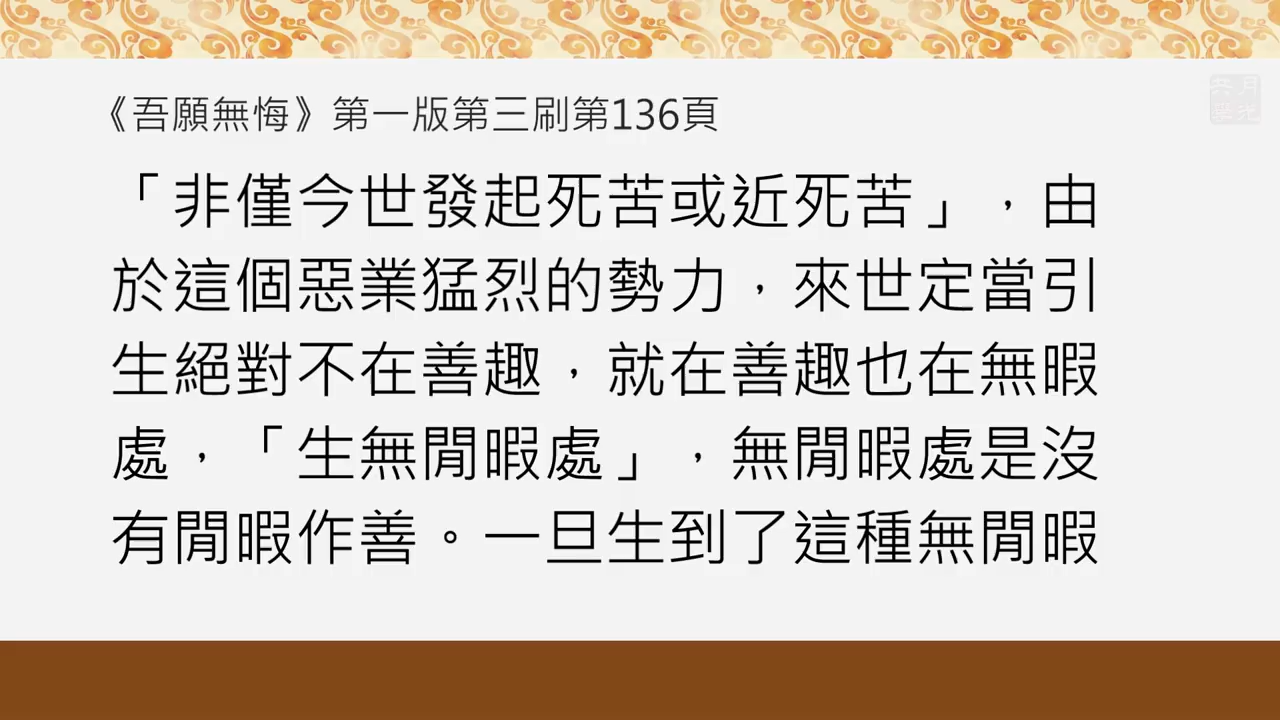 《吾願無悔》第一版第三刷第136頁
「非僅今世發起死苦或近死苦」，由
於這個惡業猛烈的勢力，來世定當引
生絕對不在善趣，就在善趣也在無暇
處，「生無閒暇處」，無閒暇處是沒
有閒暇作善。一旦生到了這種無閒暇